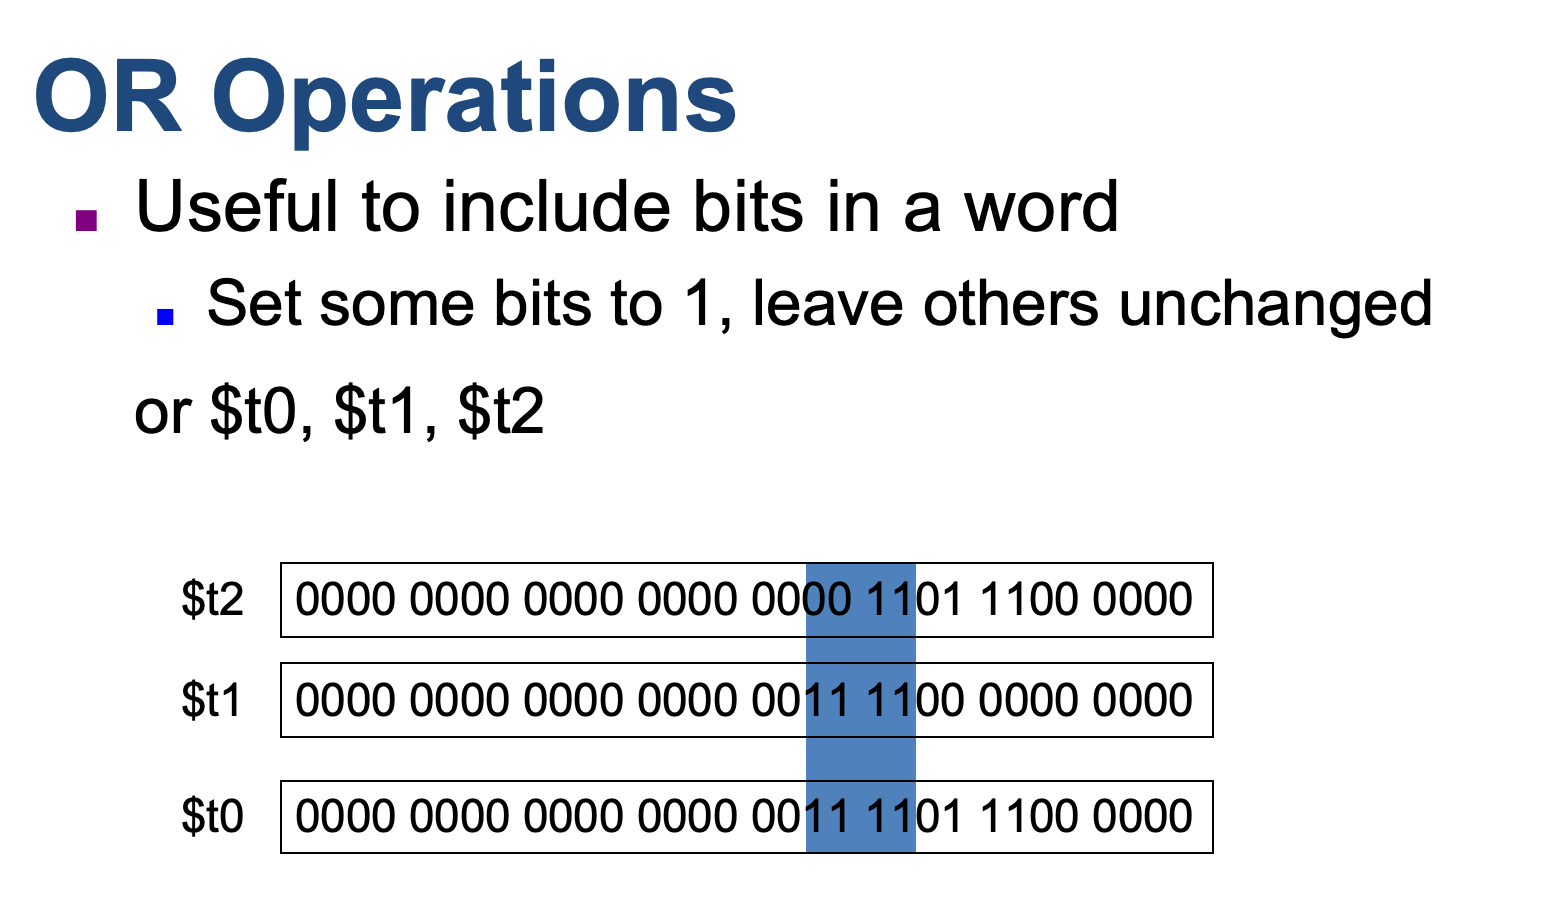 OR Operations
Useful to include bits in a word
Set some bits to 1, leave others unchanged
or $t0, $t1, $t2
$t2 0000 0000 0000 0000 0000 1101 1100 0000
$t1 0000 0000 0000 0000 0011 1100 0000 0000
$t0 0000 0000 0000 0000 0011 1101 1100 0000